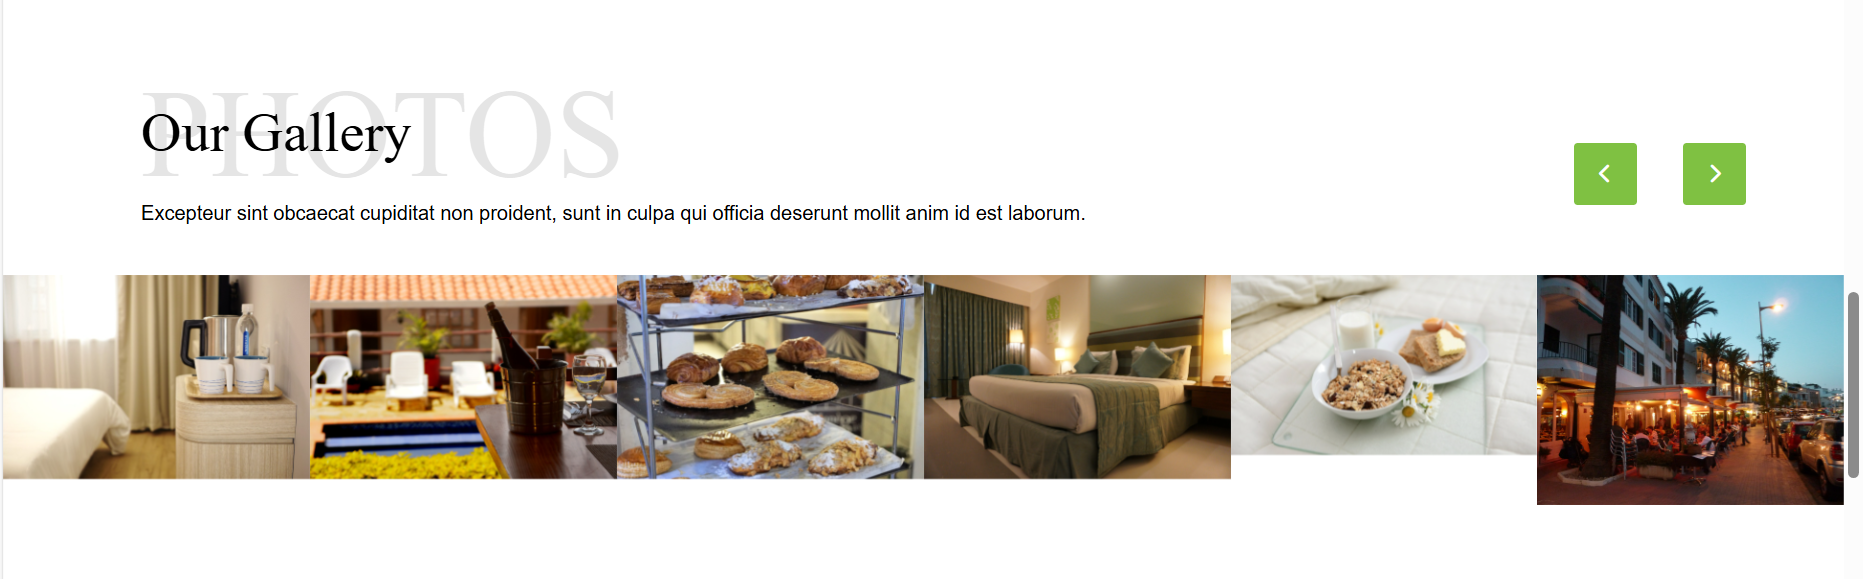 PHOTOS
Our Gallery
Excepteur sint obcaecat cupiditat non proident, sunt in culpa qui officia deserunt mollit anim id est laborum.